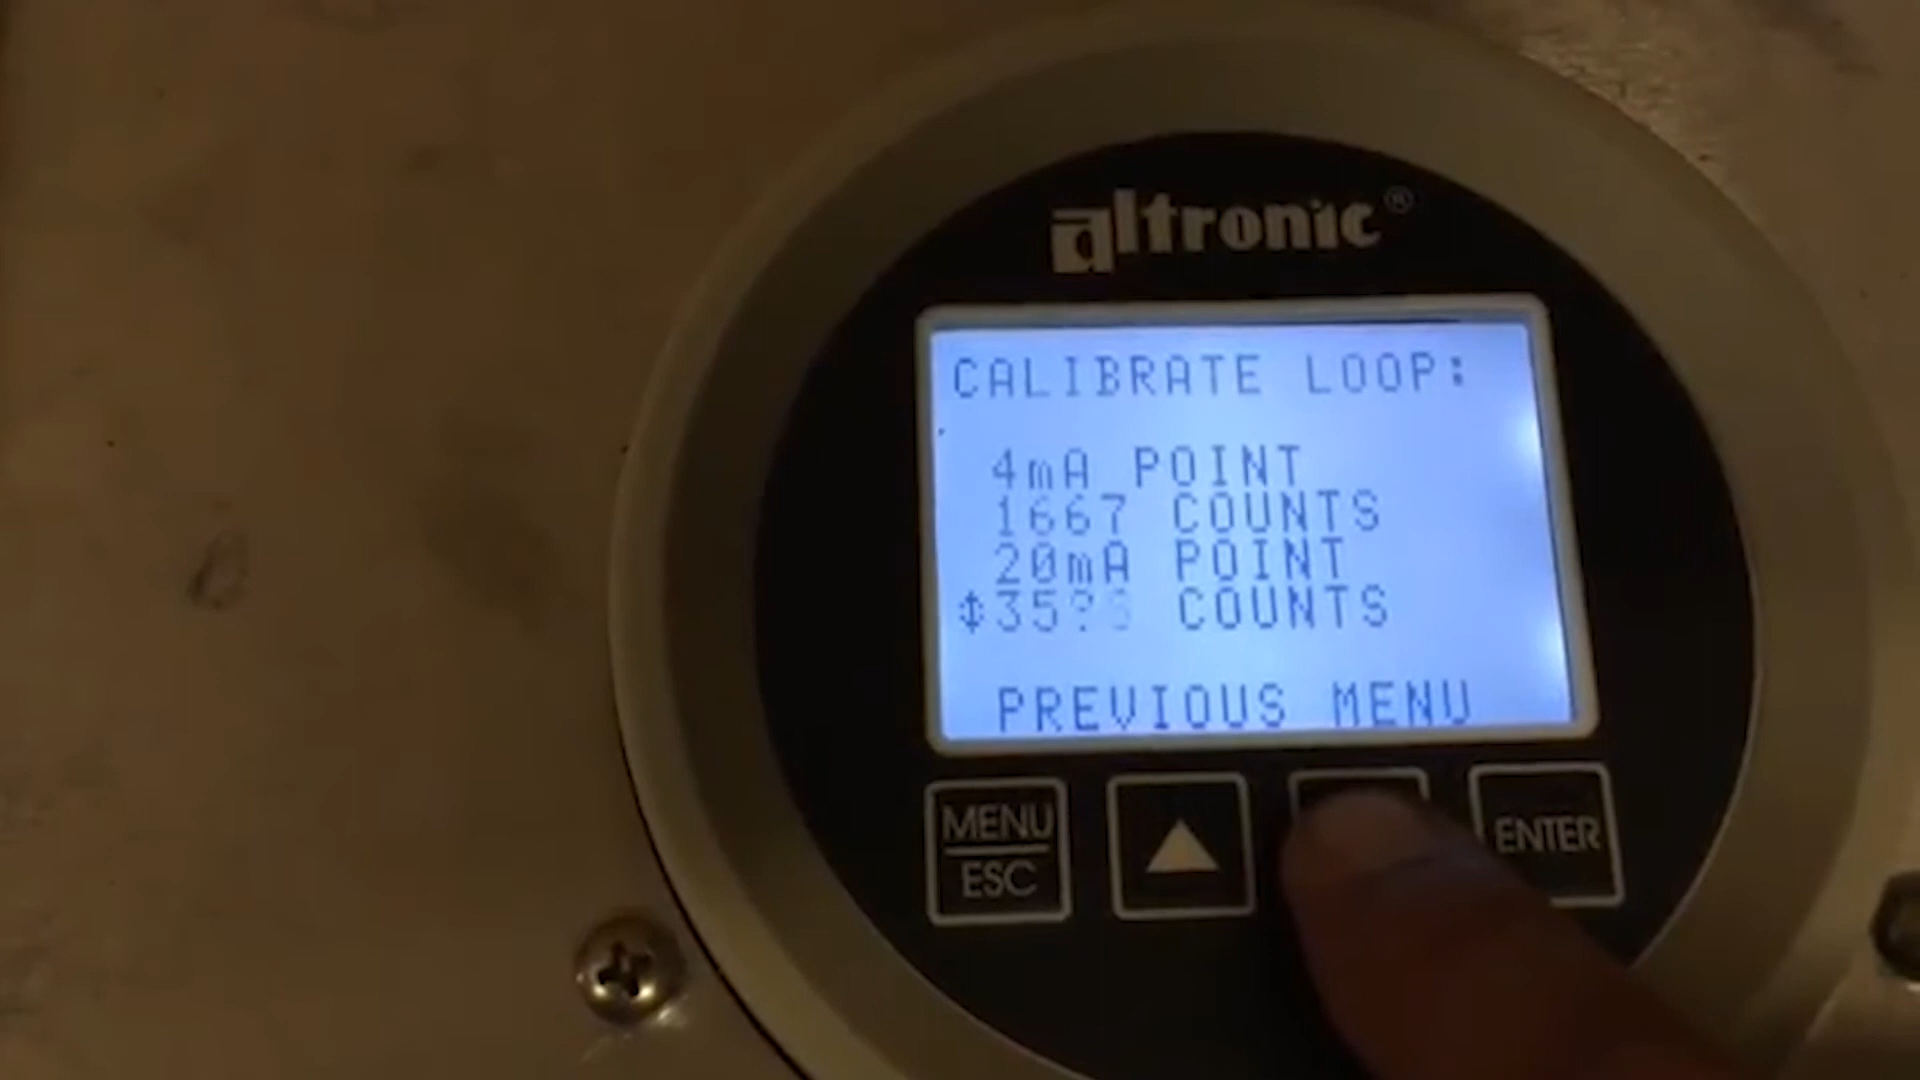 altronic®
CALIBRATE LOOP:
4mA POINT
1667 COUNTS
20mA POINT
COUNTS
PREVIOUS MENU
MENU
ESC
ENTER